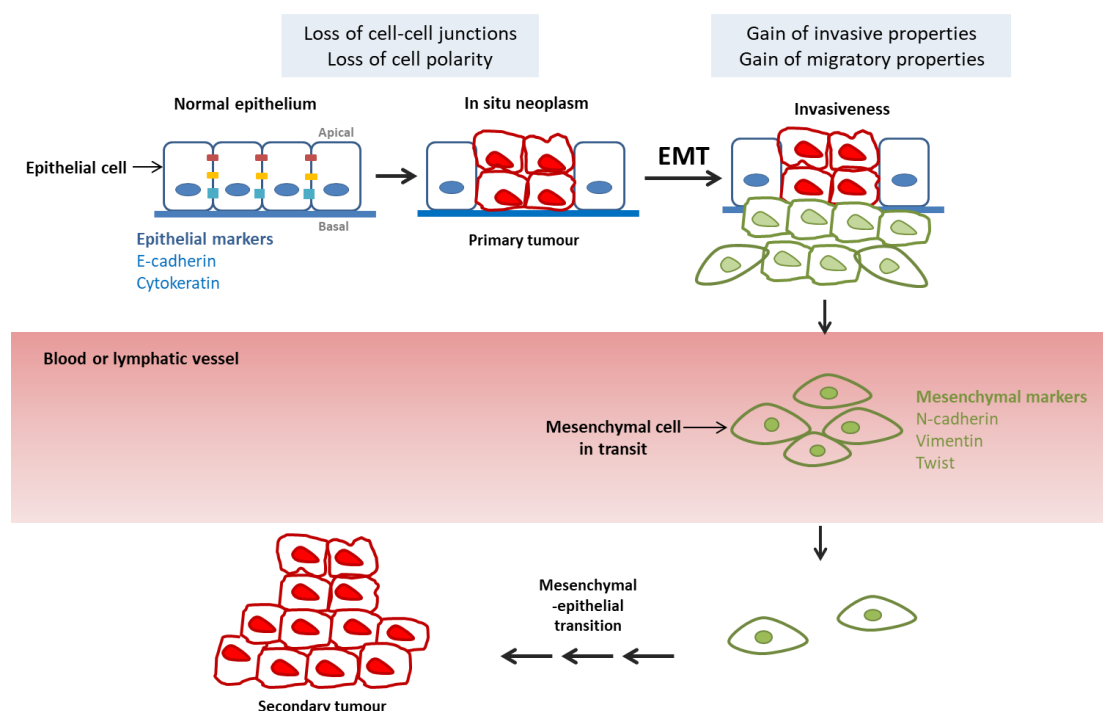 Loss of cell-cell junctions
Loss of cell polarity
Gain of invasive properties
Gain of migratory properties
Normal epithelium
In situ neoplasm
Invasiveness
Apical
Epithelial cell
EMT
Basal
Epithelial markers
E-cadherin
Cytokeratin
Primary tumour
Blood or lymphatic vessel
Mesenchymal cell
in transit
Mesenchymal markers
N-cadherin
Vimentin
Twist
Mesenchymal
-epithelial
transition
Secondary tumour